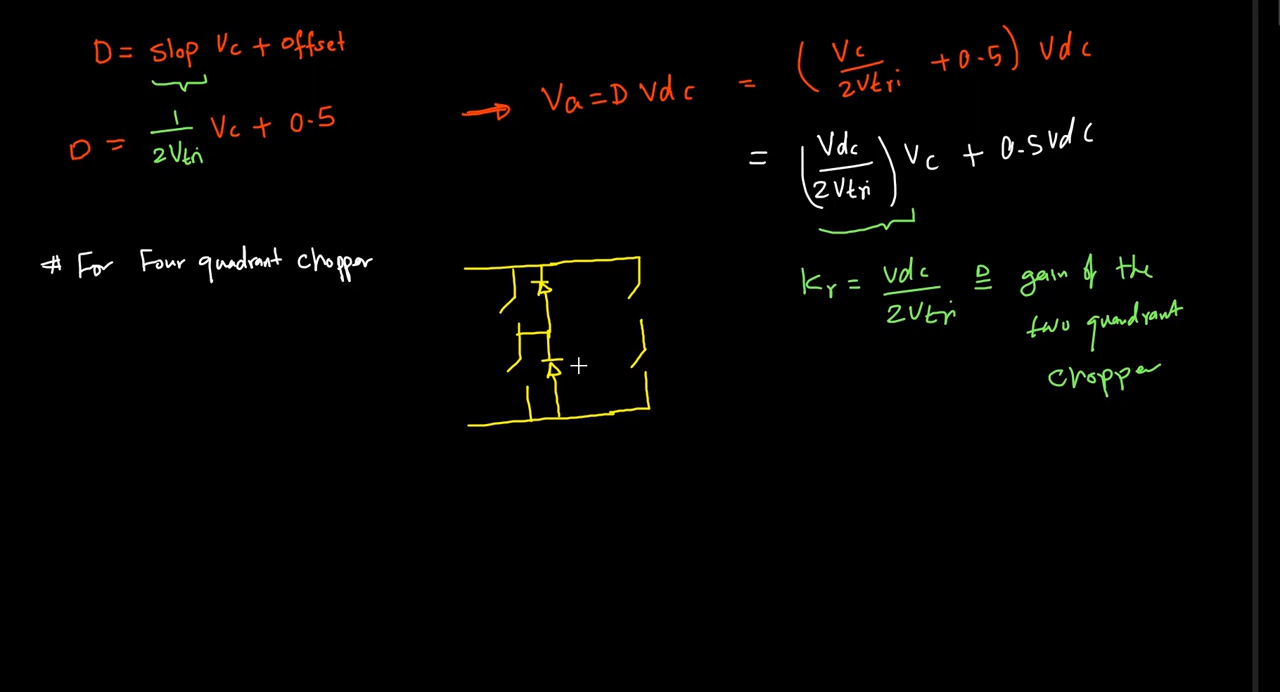 D = slop Vc + offset
D = 1/2Vtri Vc + 0.5
→ Va = D Vdc = (Vc/2Vtri + 0.5) Vdc
= (Vdc/2Vtri) Vc + 0.5Vdc
# For Four quadrant chopper
Kr = Vdc/2Vtri ≜ gain of the
two quandrant
chopper